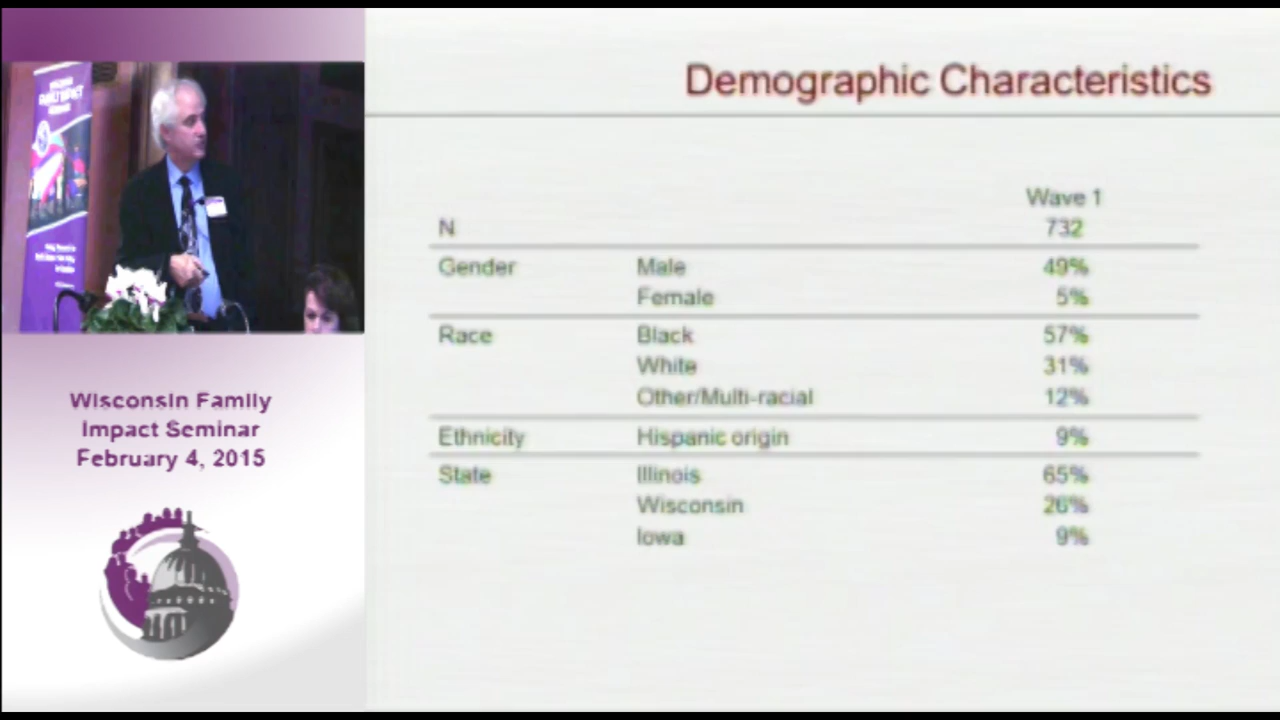 Demographic Characteristics
Wave 1
N 732
Gender Male 49%
Female 5%
Race Black 57%
White 31%
Other/Multi-racial 12%
Ethnicity Hispanic origin 9%
State Illinois 65%
Wisconsin 26%
Iowa 9%
Wisconsin Family
Impact Seminar
February 4, 2015